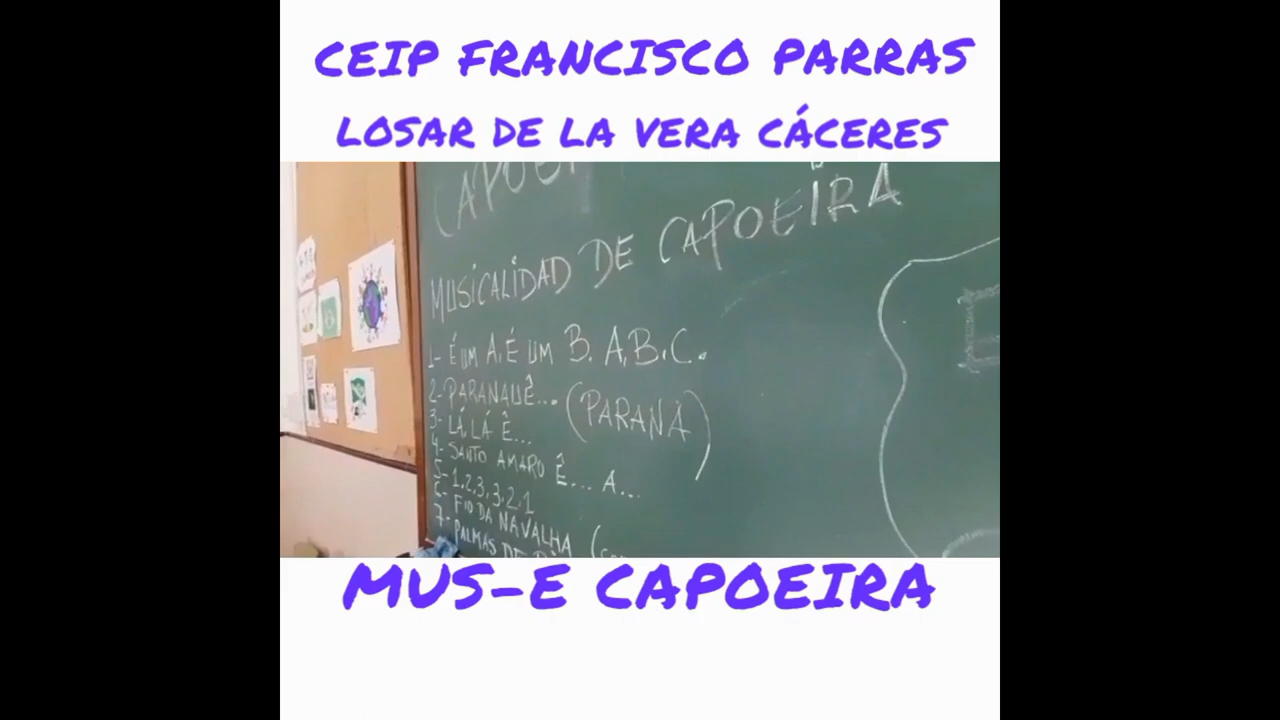 CEIP FRANCISCO PARRAS
LOSAR DE LA VERA CÁCERES
MUSICALIDAD DE CAPOEIRA
1- É UM A, É UM B. A,B,C.
2- PARANAUÊ... (PARANÁ)
3- LÁ, LÁ Ê...
4- SANTO AMARO Ê... A...
5- 1,2,3,3,2,1
6- FIO DA NAVALHA
7- PALMAS DE
MUS-E CAPOEIRA